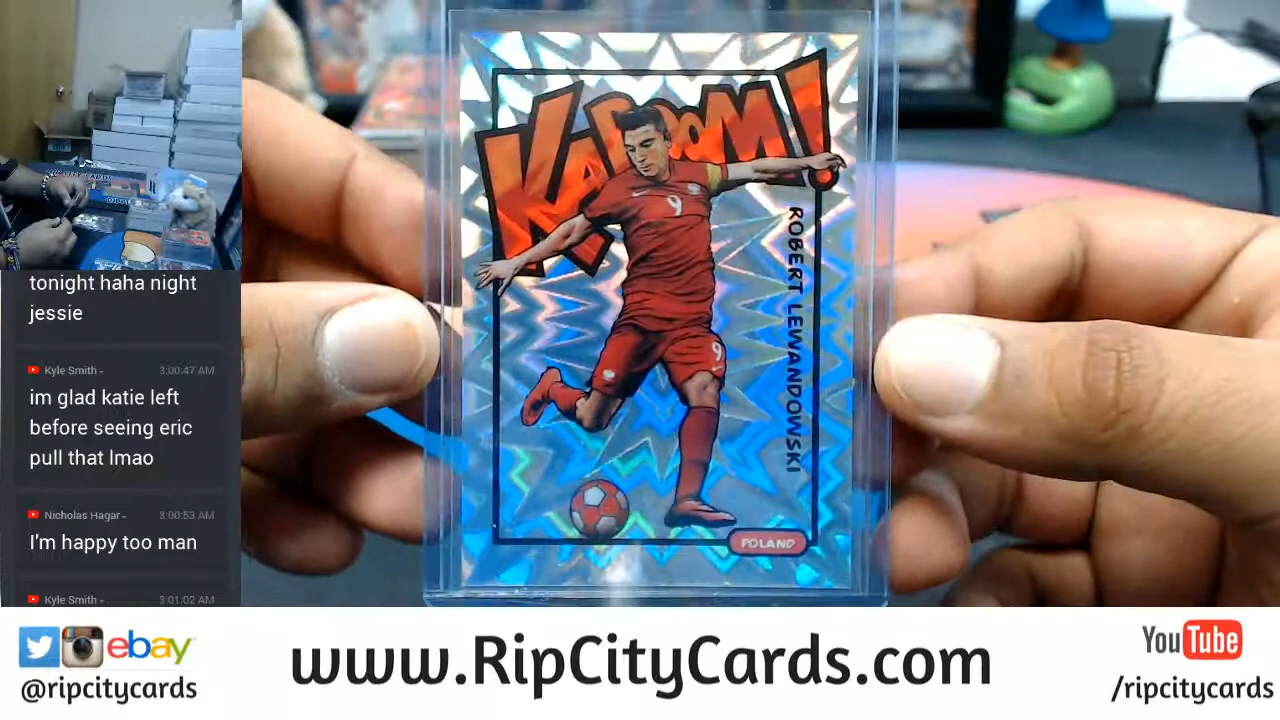 KABOOM!
9
ROBERT LEWANDOWSKI
9
POLAND
tonight haha night
jessie
Kyle Smith
3:00:47 AM
im glad katie left
before seeing eric
pull that lmao
Nicholas Hagar
3:00:53 AM
I'm happy too man
Kyle Smith
3:01:02 AM
ebay
@ripcitycards
www.RipCityCards.com
YouTube
/ripcitycards